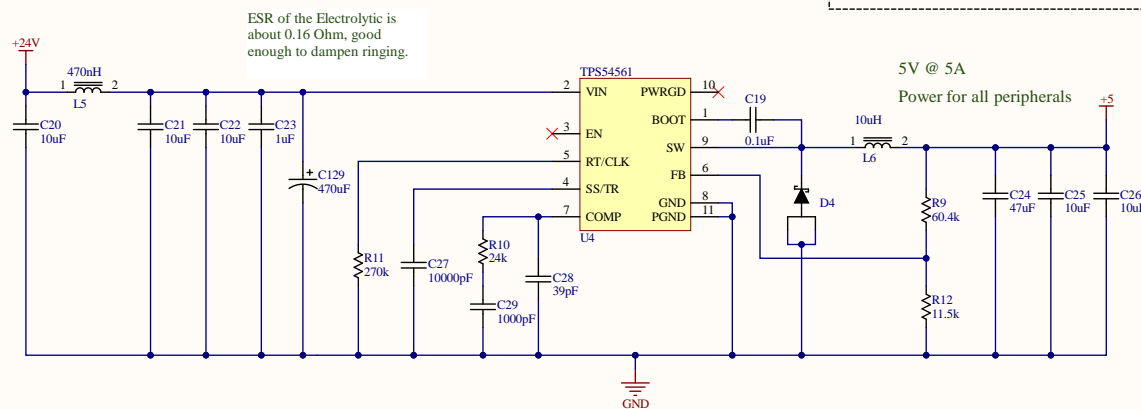 ESR of the Electrolytic is
about 0.16 Ohm, good
enough to dampen ringing.
+24V
470nH
1 2
L5
C20
10uF
C21
10uF
C22
10uF
C23
1uF
C129
470uF
+
TPS54561
2 VIN
3 EN
5 RT/CLK
4 SS/TR
7 COMP
PWRGD 10
BOOT 1
SW 9
FB 6
GND 8
PGND 11
U4
R11
270k
C27
10000pF
R10
24k
C29
1000pF
C28
39pF
C19
0.1uF
D4
10uH
1 2
L6
5V @ 5A
Power for all peripherals
+5
R9
60.4k
R12
11.5k
C24
47uF
C25
10uF
C26
10uF
GND